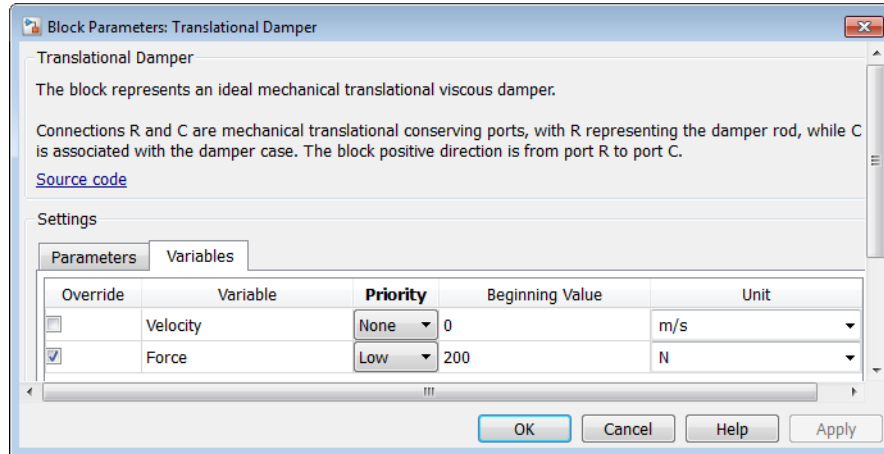 Block Parameters: Translational Damper
Translational Damper
The block represents an ideal mechanical translational viscous damper.
Connections R and C are mechanical translational conserving ports, with R representing the damper rod, while C
is associated with the damper case. The block positive direction is from port R to port C.
Source code
Settings
Parameters Variables
Override Variable Priority Beginning Value Unit
Velocity None 0 m/s
Force Low 200 N
OK Cancel Help Apply